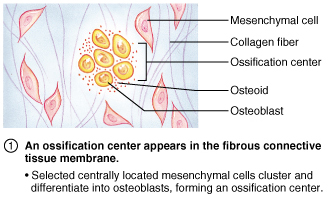 Mesenchymal cell
Collagen fiber
Ossification center
Osteoid
Osteoblast
① An ossification center appears in the fibrous connective
tissue membrane.
• Selected centrally located mesenchymal cells cluster and
differentiate into osteoblasts, forming an ossification center.